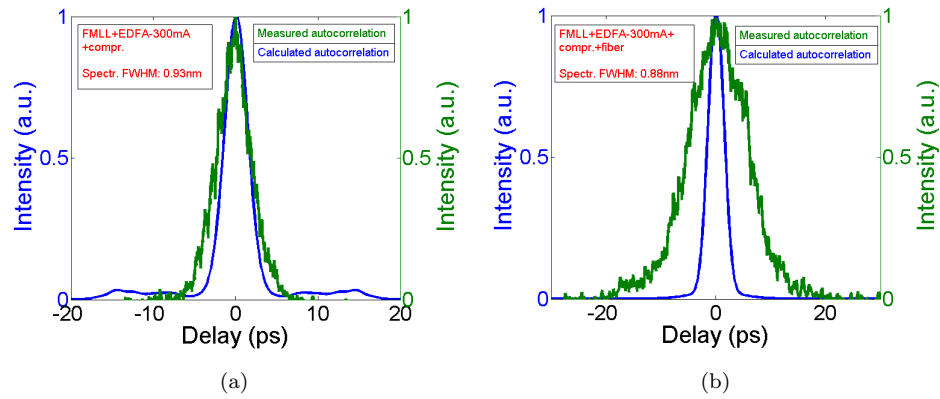 FMLL+EDFA-300mA
+compr.
Spectr. FWHM: 0.93nm
Measured autocorrelation
Calculated autocorrelation
Intensity (a.u.)
1
0.5
0
Intensity (a.u.)
1
0.5
0
-20
-10
0
10
20
Delay (ps)
(a)
FMLL+EDFA-300mA+
compr.+fiber
Spectr. FWHM: 0.88nm
Measured autocorrelation
Calculated autocorrelation
Intensity (a.u.)
1
0.5
0
Intensity (a.u.)
1
0.5
0
-20
0
20
Delay (ps)
(b)